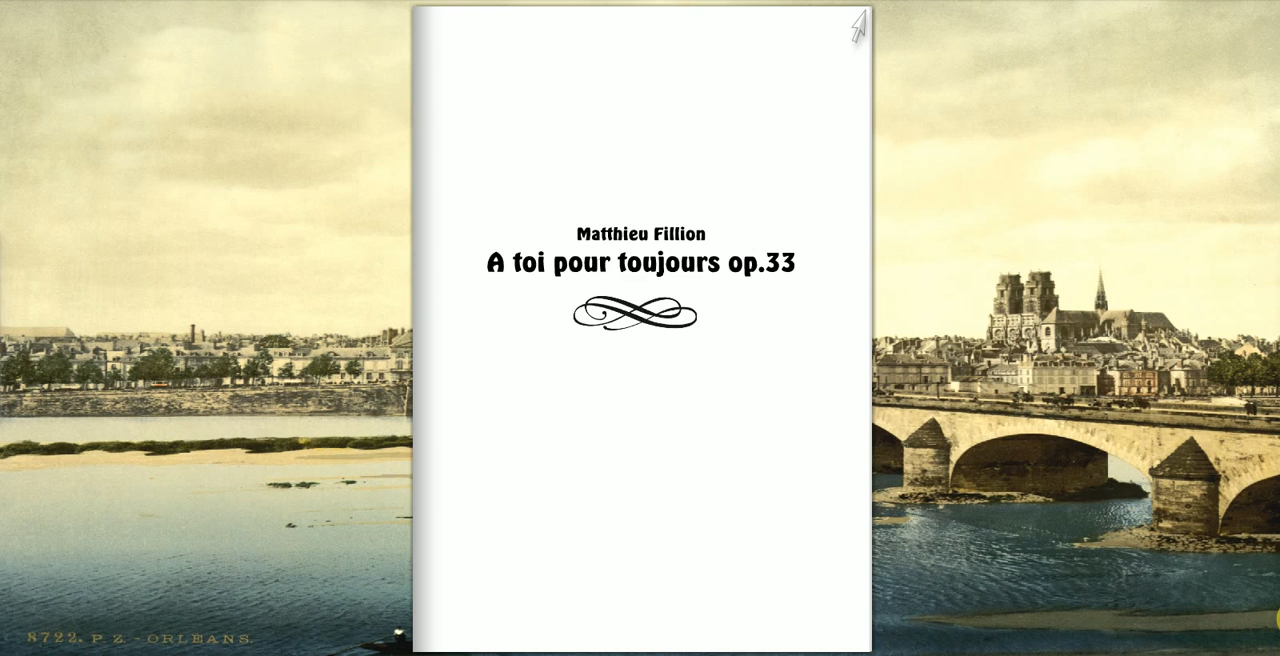 Matthieu Fillion
A toi pour toujours op.33
8722. P. Z. - ORLEANS.